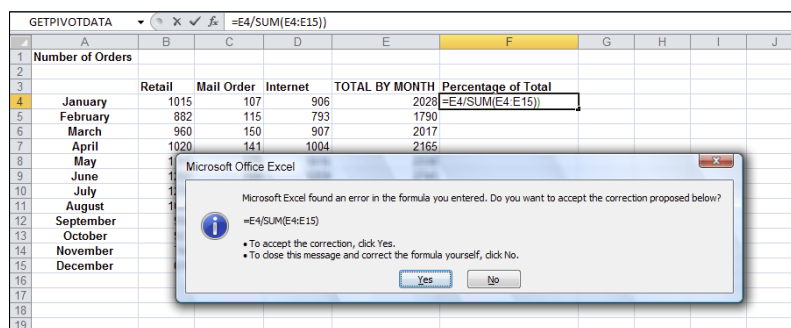 GETPIVOTDATA fx =E4/SUM(E4:E15))
A B C D E F G H I J
1 Number of Orders
2
3 Retail Mail Order Internet TOTAL BY MONTH Percentage of Total
4 January 1015 107 906 2028 =E4/SUM(E4:E15))
5 February 882 115 793 1790
6 March 960 150 907 2017
7 April 1020 141 1004 2165
8 May
9 June
10 July
11 August
12 September
13 October
14 November
15 December
16
17
18
19
Microsoft Office Excel
Microsoft Excel found an error in the formula you entered. Do you want to accept the correction proposed below?
=E4/SUM(E4:E15)
• To accept the correction, click Yes.
• To close this message and correct the formula yourself, click No.
Yes No